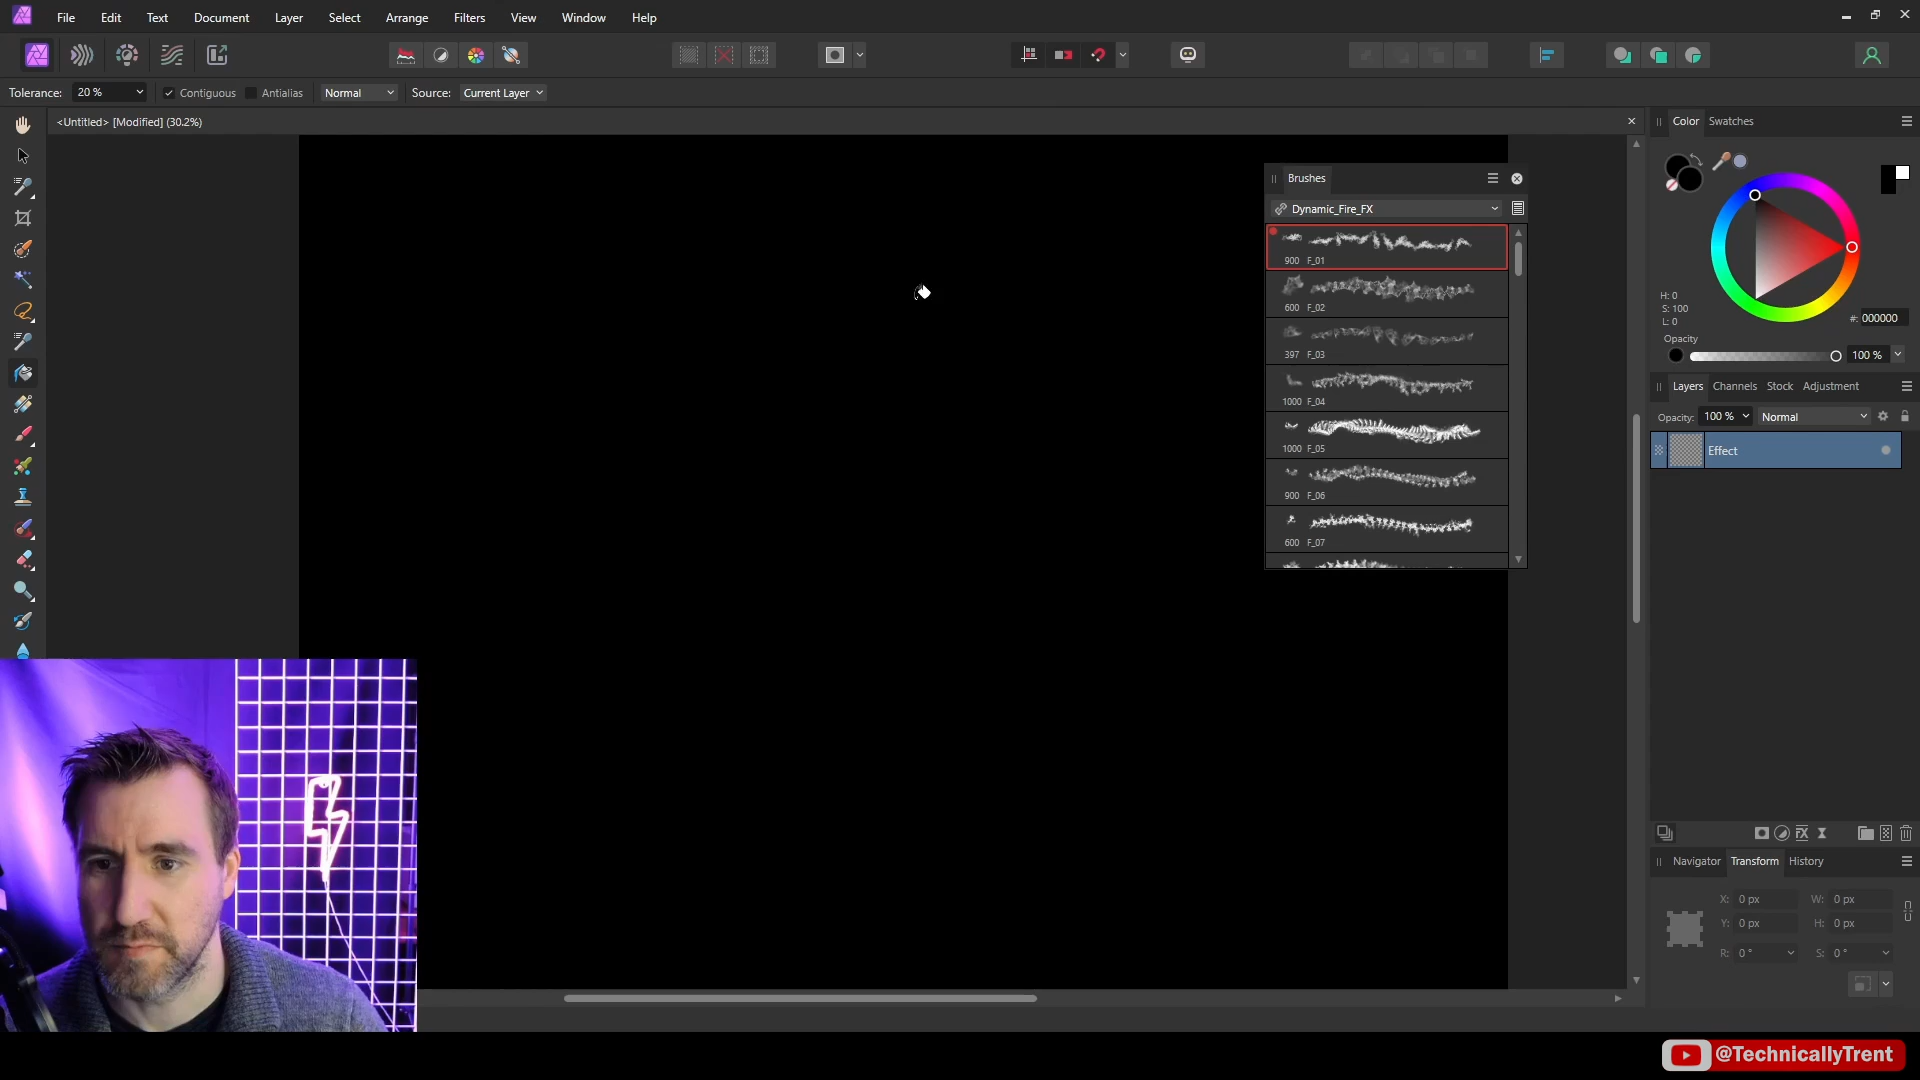 File Edit Text Document Layer Select Arrange Filters View Window Help
Tolerance: 20 % Contiguous Antialias Normal Source: Current Layer
<Untitled> [Modified] (30.2%)
Color Swatches
H: 0
S: 100
L: 0
#: 000000
Opacity
100 %
Brushes
Dynamic_Fire_FX
900 F_01
600 F_02
397 F_03
1000 F_04
1000 F_05
900 F_06
600 F_07
Layers Channels Stock Adjustment
Opacity: 100 % Normal
Effect
Navigator Transform History
X: 0 px W: 0 px
Y: 0 px H: 0 px
R: 0 ° S: 0 °
@TechnicallyTrent